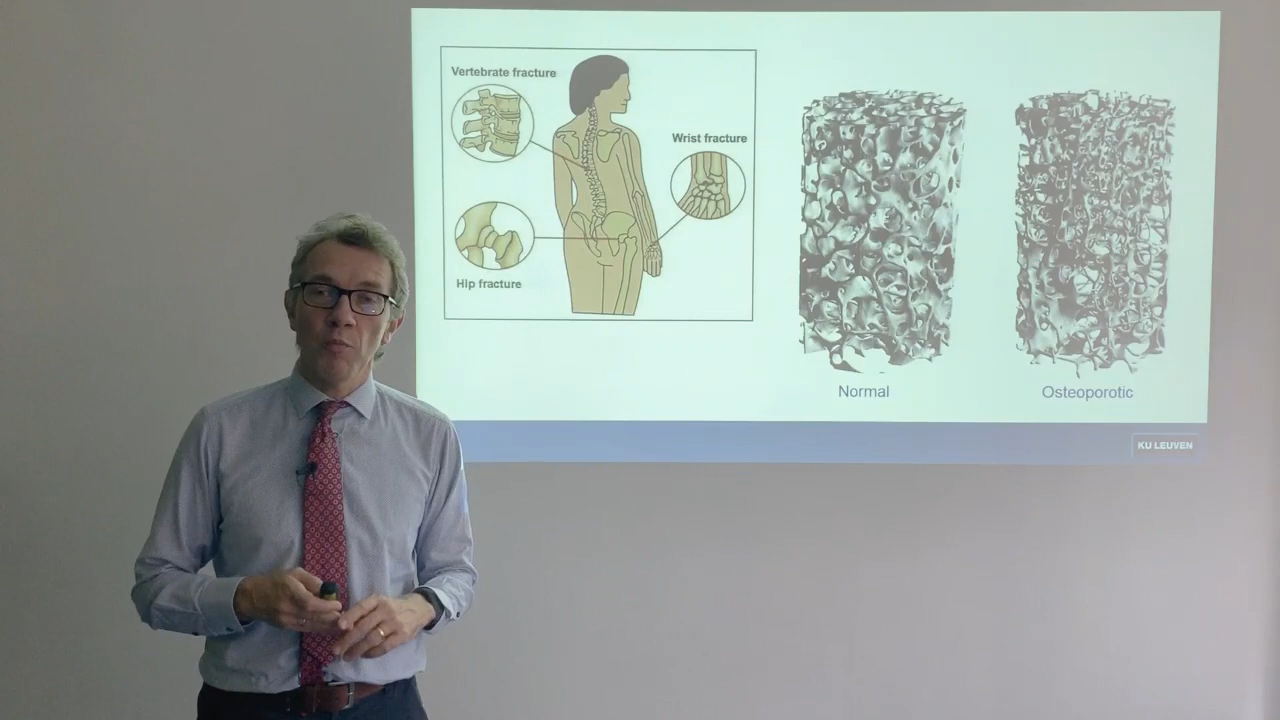 Vertebrate fracture
Wrist fracture
Hip fracture
Normal
Osteoporotic
KU LEUVEN